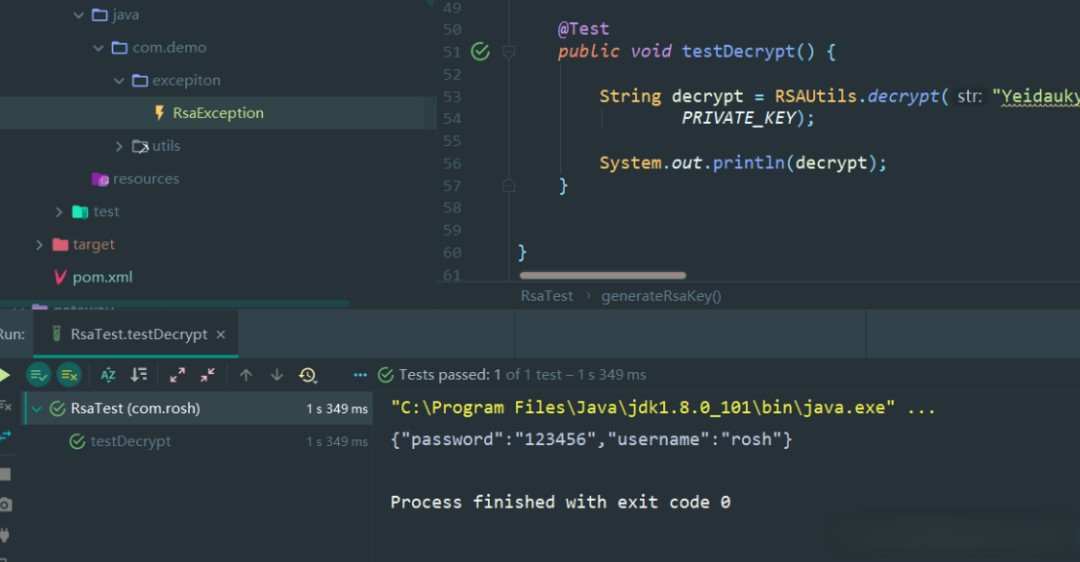 java
com.demo
excepiton
RsaException
utils
resources
test
target
pom.xml
49
50 @Test
51 public void testDecrypt() {
52
53 String decrypt = RSAUtils.decrypt( str: "Yeidauky
54 PRIVATE_KEY);
55
56 System.out.println(decrypt);
57 }
58
59
60 }
61
RsaTest › generateRsaKey()
Run: RsaTest.testDecrypt ×
Tests passed: 1 of 1 test – 1 s 349 ms
RsaTest (com.rosh) 1 s 349 ms
testDecrypt 1 s 349 ms
"C:\Program Files\Java\jdk1.8.0_101\bin\java.exe" ...
{"password":"123456","username":"rosh"}
Process finished with exit code 0